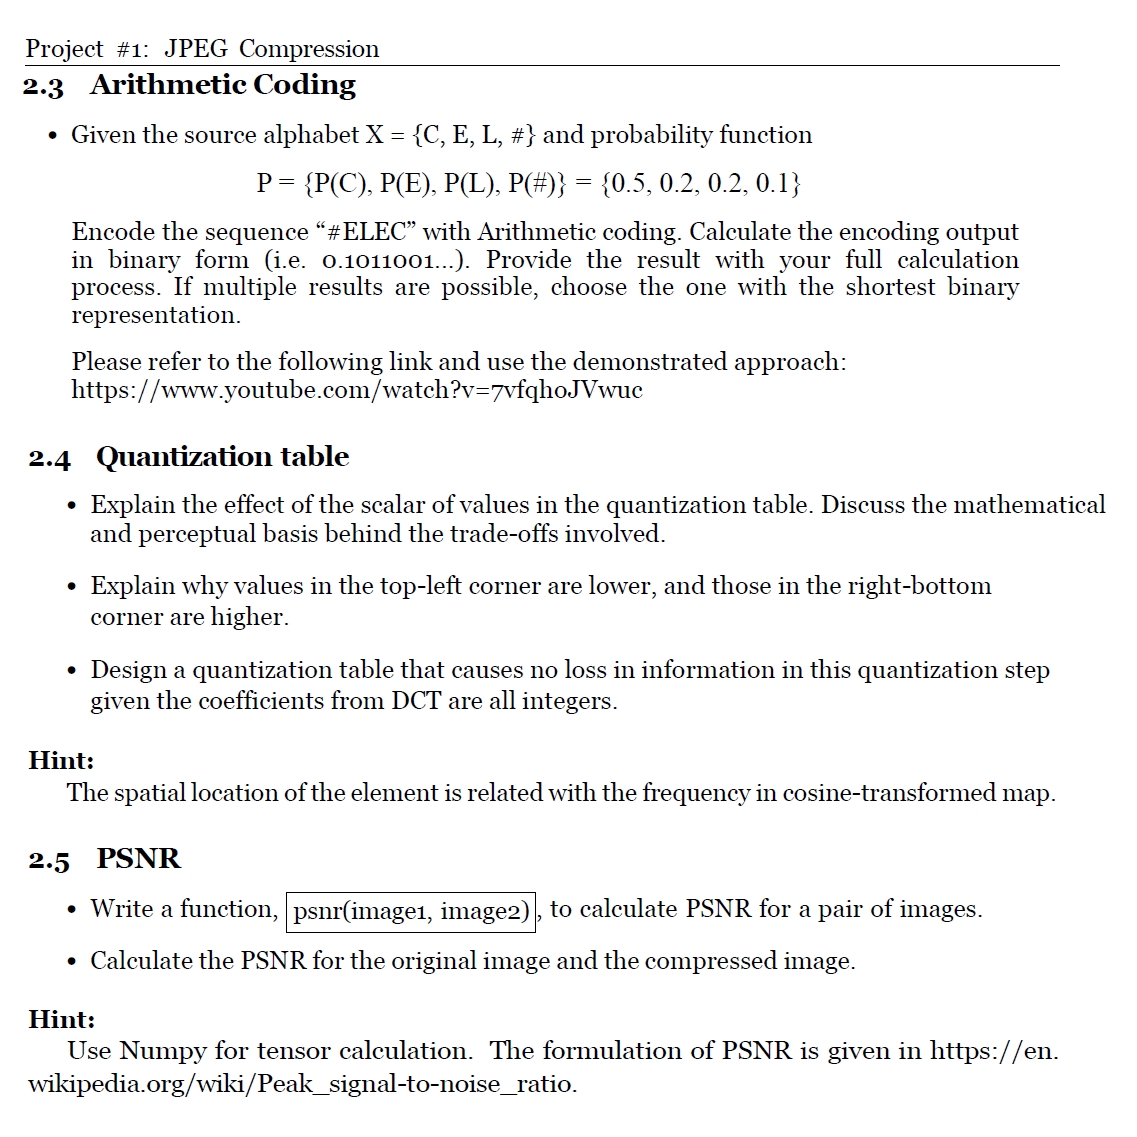 Project #1: JPEG Compression
2.3 Arithmetic Coding
• Given the source alphabet X = {C, E, L, #} and probability function
P = {P(C), P(E), P(L), P(#)} = {0.5, 0.2, 0.2, 0.1}
Encode the sequence “#ELEC” with Arithmetic coding. Calculate the encoding output
in binary form (i.e. 0.1011001...). Provide the result with your full calculation
process. If multiple results are possible, choose the one with the shortest binary
representation.
Please refer to the following link and use the demonstrated approach:
https://www.youtube.com/watch?v=7vfqhoJVwuc
2.4 Quantization table
• Explain the effect of the scalar of values in the quantization table. Discuss the mathematical
and perceptual basis behind the trade-offs involved.
• Explain why values in the top-left corner are lower, and those in the right-bottom
corner are higher.
• Design a quantization table that causes no loss in information in this quantization step
given the coefficients from DCT are all integers.
Hint:
The spatial location of the element is related with the frequency in cosine-transformed map.
2.5 PSNR
• Write a function, psnr(image1, image2), to calculate PSNR for a pair of images.
• Calculate the PSNR for the original image and the compressed image.
Hint:
Use Numpy for tensor calculation. The formulation of PSNR is given in https://en.
wikipedia.org/wiki/Peak_signal-to-noise_ratio.